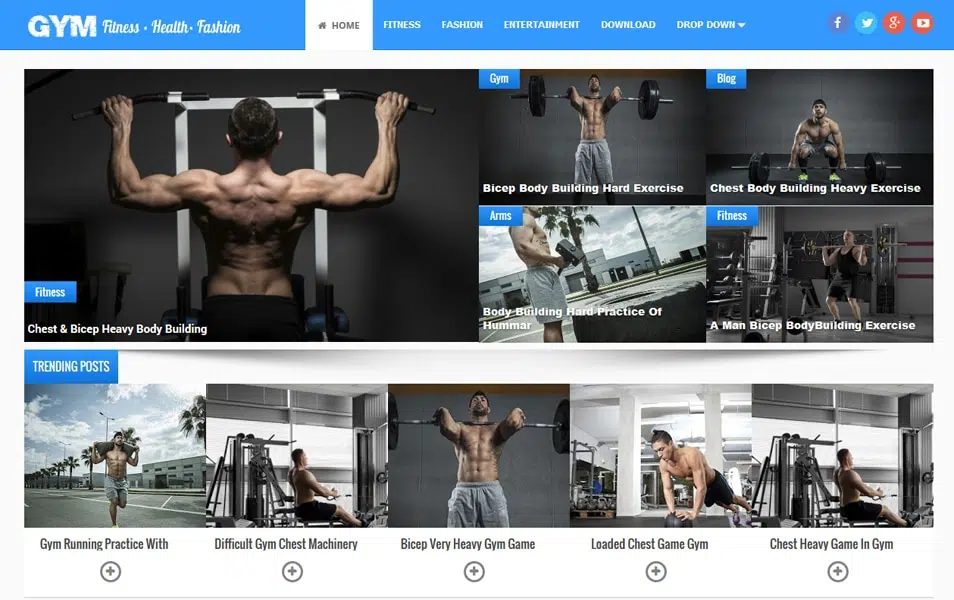 GYM Fitness · Health· Fashion
HOME
FITNESS
FASHION
ENTERTAINMENT
DOWNLOAD
DROP DOWN
Fitness
Chest & Bicep Heavy Body Building
Gym
Bicep Body Building Hard Exercise
Blog
Chest Body Building Heavy Exercise
Arms
Body Building Hard Practice Of
Hummar
Fitness
A Man Bicep BodyBuilding Exercise
TRENDING POSTS
Gym Running Practice With
Difficult Gym Chest Machinery
Bicep Very Heavy Gym Game
Loaded Chest Game Gym
Chest Heavy Game In Gym